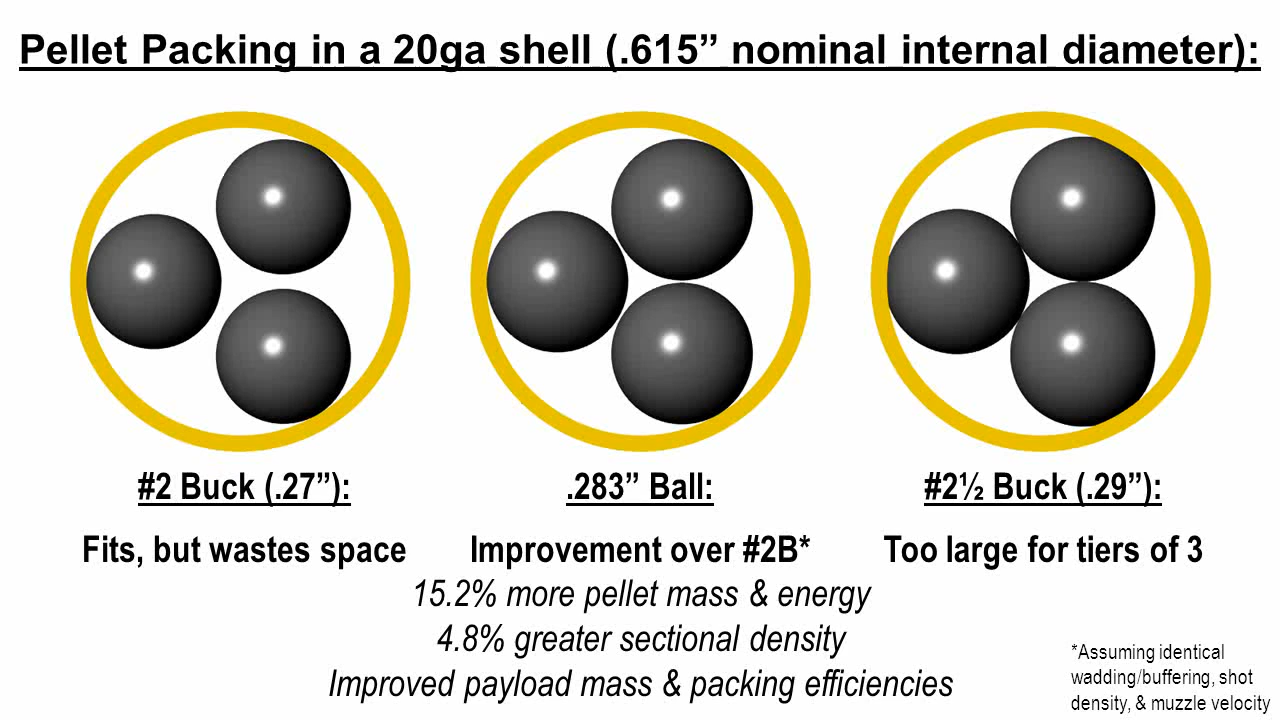 Pellet Packing in a 20ga shell (.615” nominal internal diameter):
#2 Buck (.27”):
Fits, but wastes space
.283” Ball:
Improvement over #2B*
15.2% more pellet mass & energy
4.8% greater sectional density
Improved payload mass & packing efficiencies
#2½ Buck (.29”):
Too large for tiers of 3
*Assuming identical
wadding/buffering, shot
density, & muzzle velocity